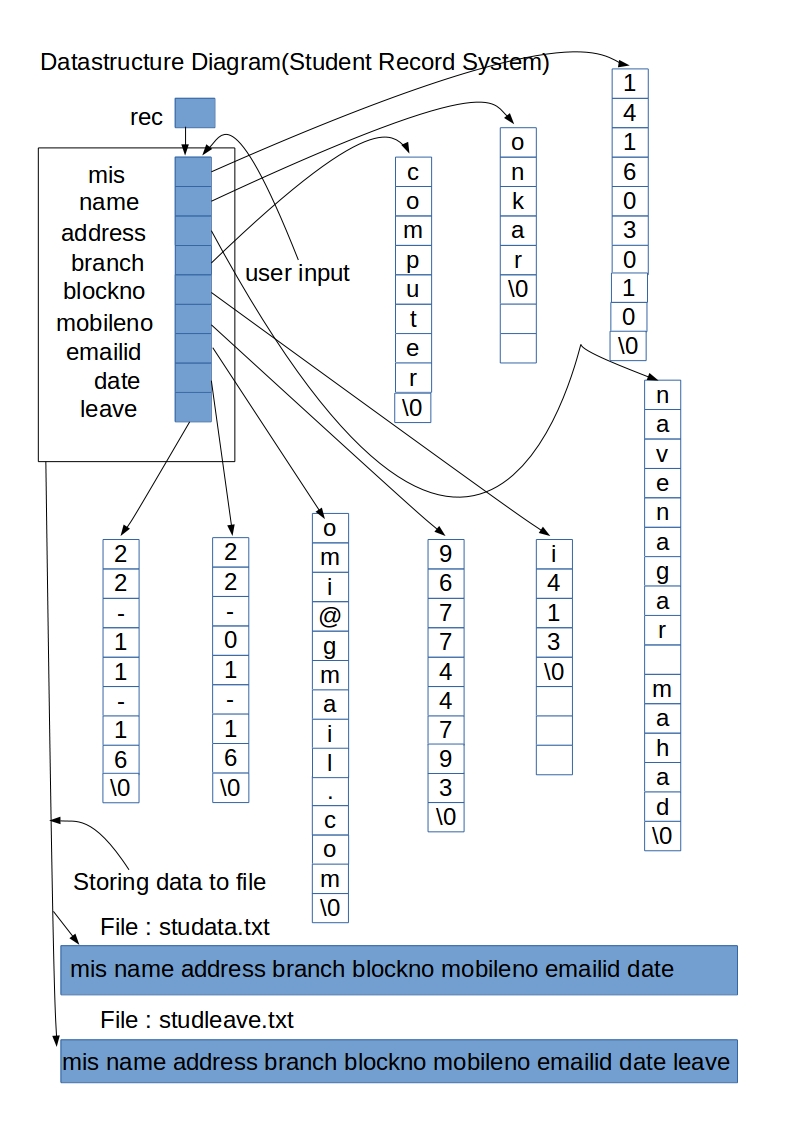 Datastructure Diagram(Student Record System)
rec
mis
name
address
branch
blockno
mobileno
emailid
date
leave
user input
c
o
m
p
u
t
e
r
\0
o
n
k
a
r
\0
1
4
1
6
0
3
0
1
0
\0
n
a
v
e
n
a
g
a
r
m
a
h
a
d
\0
2
2
-
1
1
-
1
6
\0
2
2
-
0
1
-
1
6
\0
o
m
i
@
g
m
a
i
l
.
c
o
m
\0
9
6
7
7
4
4
7
9
3
\0
i
4
1
3
\0
Storing data to file
File : studata.txt
mis name address branch blockno mobileno emailid date
File : studleave.txt
mis name address branch blockno mobileno emailid date leave